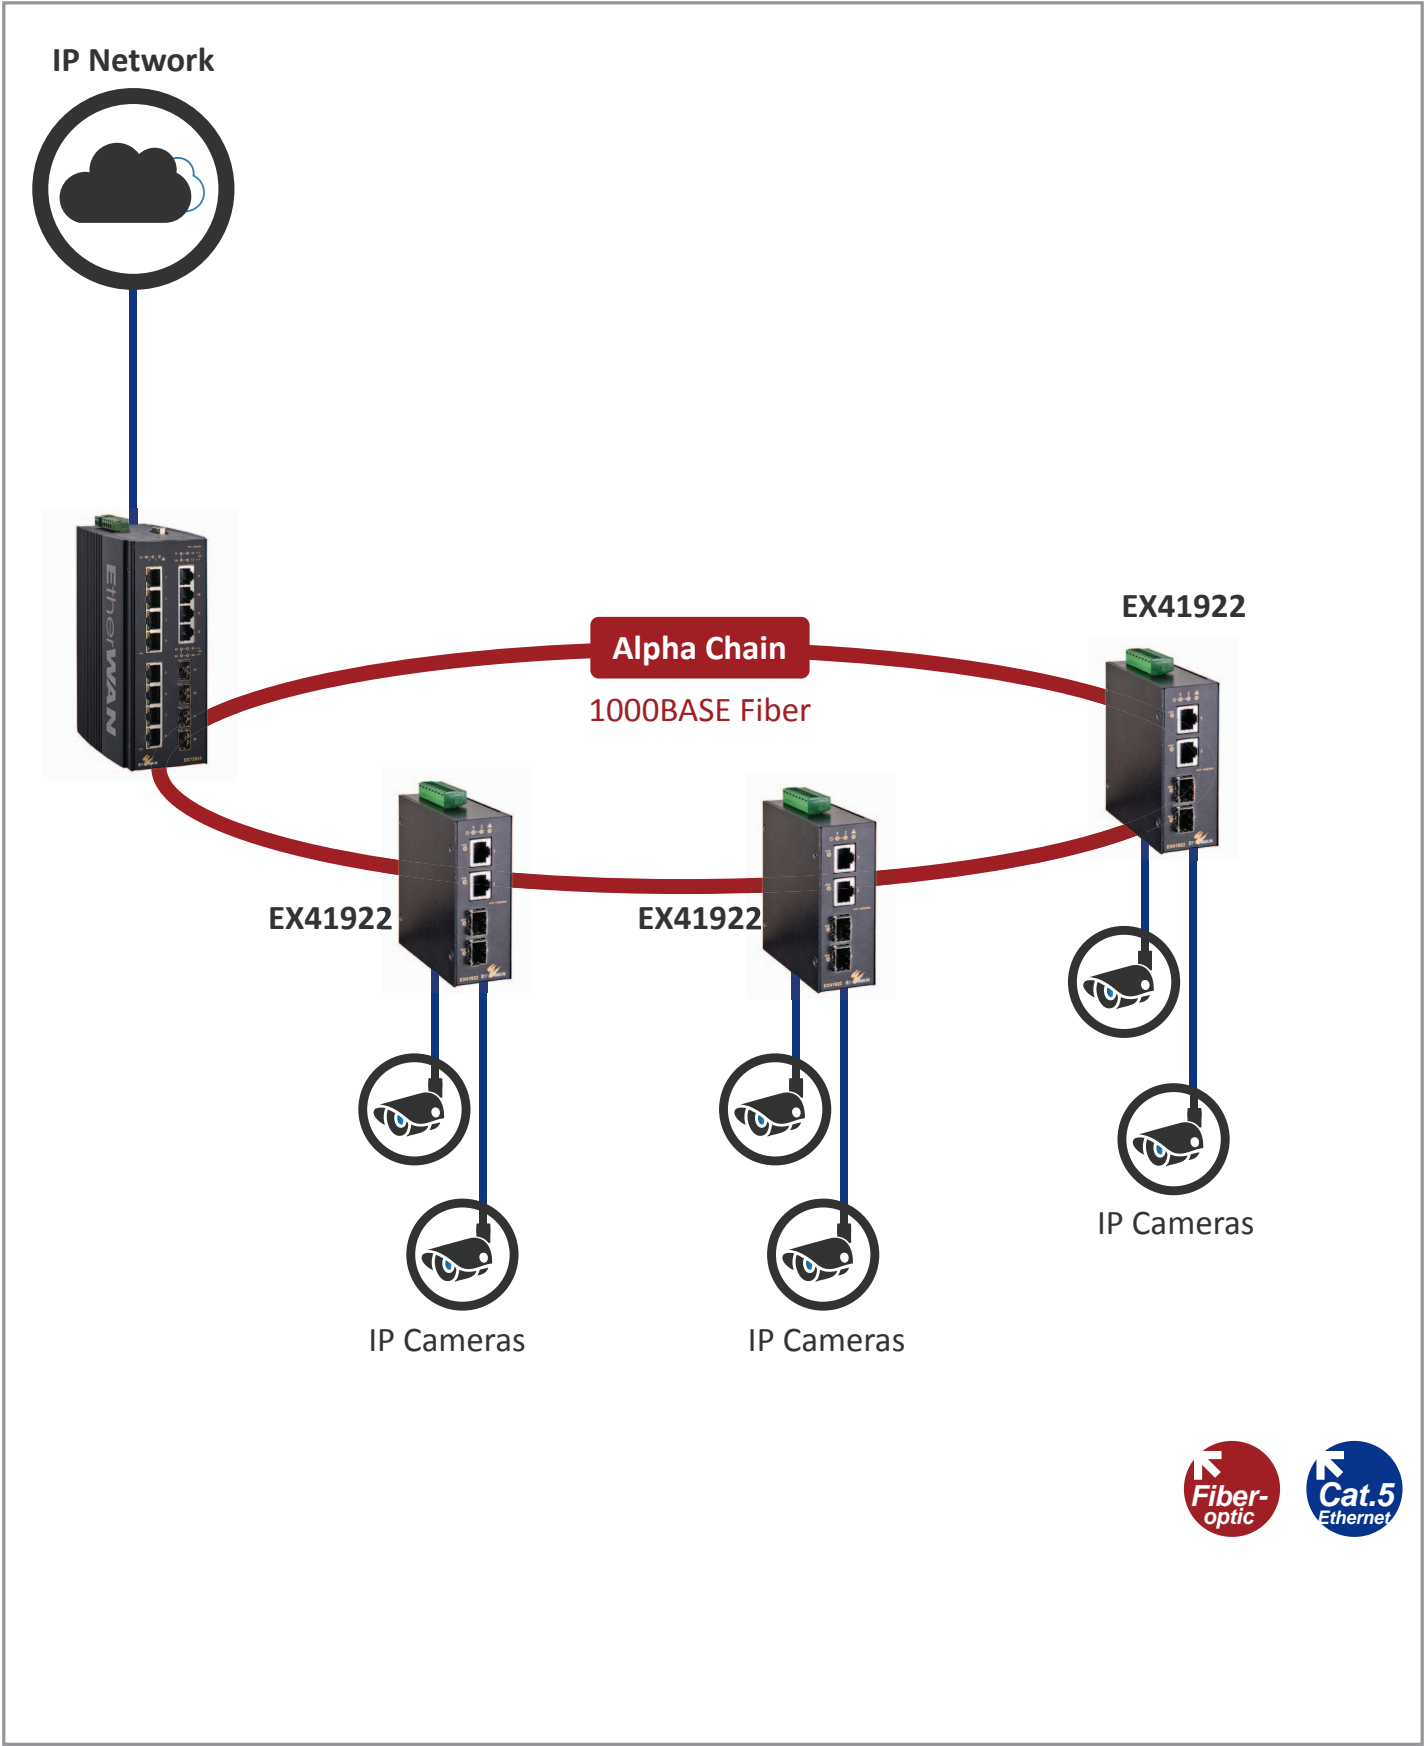 IP Network
EtherWAN
EX41922
Alpha Chain
1000BASE Fiber
EX41922
EX41922
IP Cameras
IP Cameras
IP Cameras
Fiber-
optic
Cat.5
Ethernet